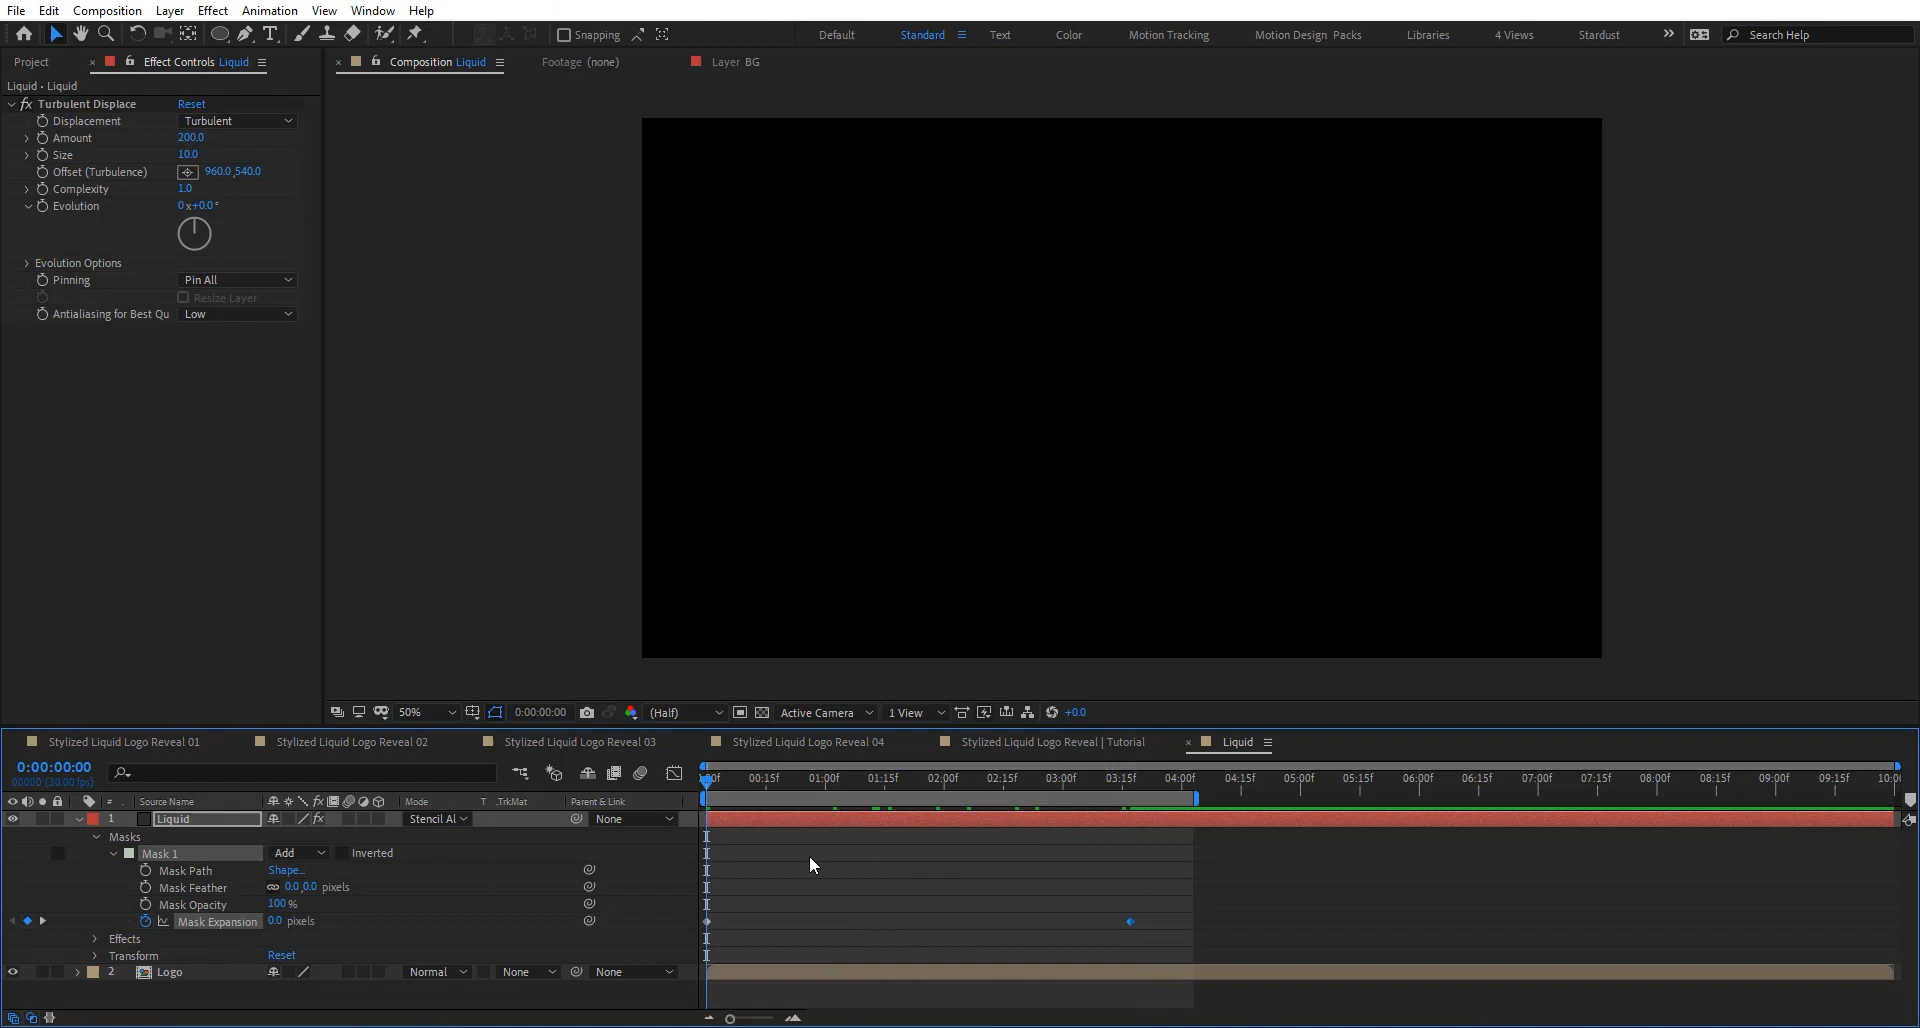 File Edit Composition Layer Effect Animation View Window Help
Snapping Default Standard Text Color Motion Tracking Motion Design Packs Libraries 4 Views Stardust Search Help
Project Effect Controls Liquid Composition Liquid Footage (none) Layer BG
Liquid • Liquid
fx Turbulent Displace Reset
Displacement Turbulent
Amount 200.0
Size 10.0
Offset (Turbulence) 960.0,540.0
Complexity 1.0
Evolution 0x+0.0°
Evolution Options
Pinning Pin All
Resize Layer
Antialiasing for Best Qu Low
50% 0:00:00:00 (Half) Active Camera 1 View +0.0
Stylized Liquid Logo Reveal 01 Stylized Liquid Logo Reveal 02 Stylized Liquid Logo Reveal 03 Stylized Liquid Logo Reveal 04 Stylized Liquid Logo Reveal | Tutorial Liquid
0:00:00:00
00000 (30.00 fps)
00f 00:15f 01:00f 01:15f 02:00f 02:15f 03:00f 03:15f 04:00f 04:15f 05:00f 05:15f 06:00f 06:15f 07:00f 07:15f 08:00f 08:15f 09:00f 09:15f 10:00
# Source Name fx Mode T .TrkMat Parent & Link
1 Liquid fx Stencil Al None
Masks
Mask 1 Add Inverted
Mask Path Shape...
Mask Feather 0.0,0.0 pixels
Mask Opacity 100 %
Mask Expansion 0.0 pixels
Effects
Transform Reset
2 Logo Normal None None